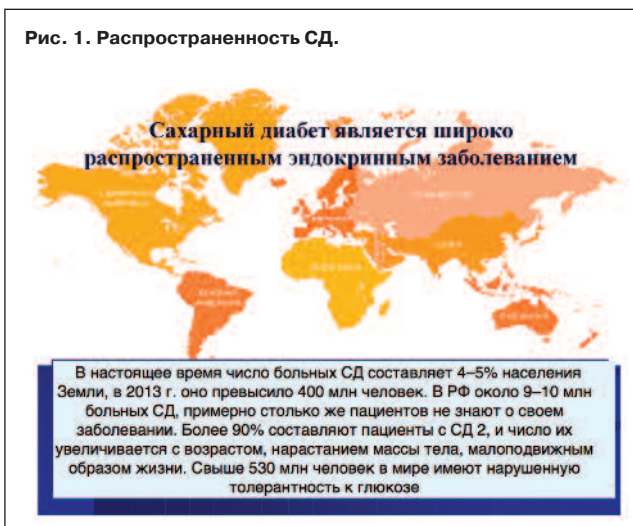 Рис. 1. Распространенность СД.
Сахарный диабет является широко
распространенным эндокринным заболеванием
В настоящее время число больных СД составляет 4–5% населения
Земли, в 2013 г. оно превысило 400 млн человек. В РФ около 9–10 млн
больных СД, примерно столько же пациентов не знают о своем
заболевании. Более 90% составляют пациенты с СД 2, и число их
увеличивается с возрастом, нарастанием массы тела, малоподвижным
образом жизни. Свыше 530 млн человек в мире имеют нарушенную
толерантность к глюкозе